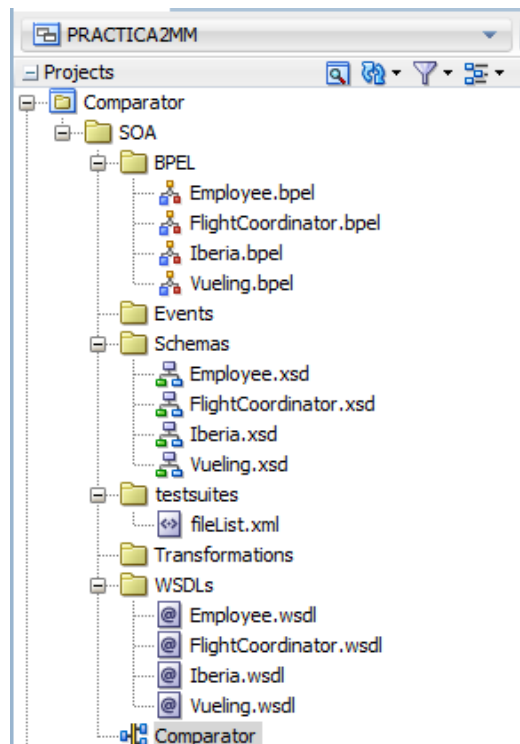 PRACTICA2MM
Projects
Comparator
SOA
BPEL
Employee.bpel
FlightCoordinator.bpel
Iberia.bpel
Vueling.bpel
Events
Schemas
Employee.xsd
FlightCoordinator.xsd
Iberia.xsd
Vueling.xsd
testsuites
fileList.xml
Transformations
WSDLs
Employee.wsdl
FlightCoordinator.wsdl
Iberia.wsdl
Vueling.wsdl
Comparator